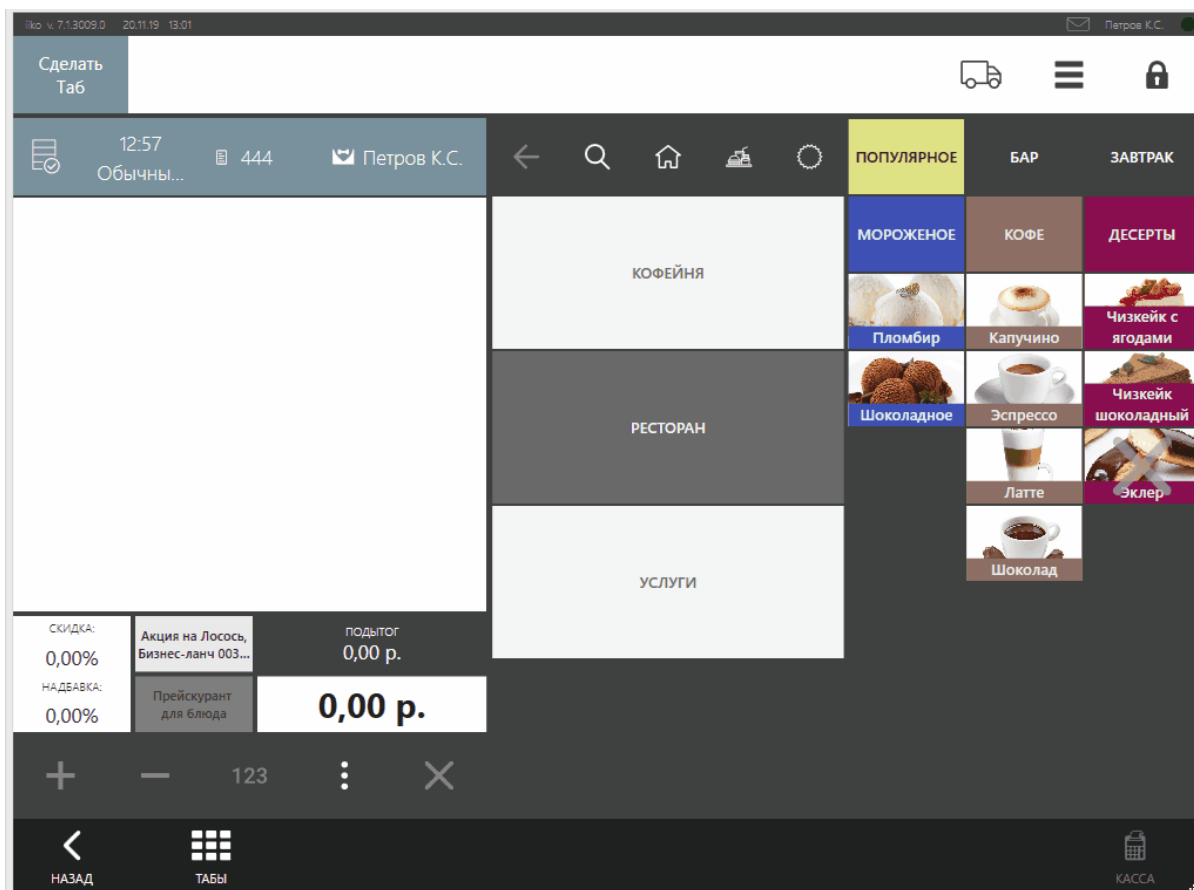 iiko v. 7.1.3009.0 20.11.19 13:01 Петров К.С.
Сделать
Таб
12:57
Обычны...
444
Петров К.С.
ПОПУЛЯРНОЕ БАР ЗАВТРАК
МОРОЖЕНОЕ КОФЕ ДЕСЕРТЫ
КОФЕЙНЯ
РЕСТОРАН
УСЛУГИ
Пломбир
Шоколадное
Капучино
Эспрессо
Латте
Шоколад
Чизкейк с
ягодами
Чизкейк
шоколадный
Эклер
СКИДКА:
0,00%
НАДБАВКА:
0,00%
Акция на Лосось,
Бизнес-ланч 003...
Прейскурант
для блюда
ПОДЫТОГ
0,00 р.
0,00 р.
123
НАЗАД
ТАБЫ
КАССА